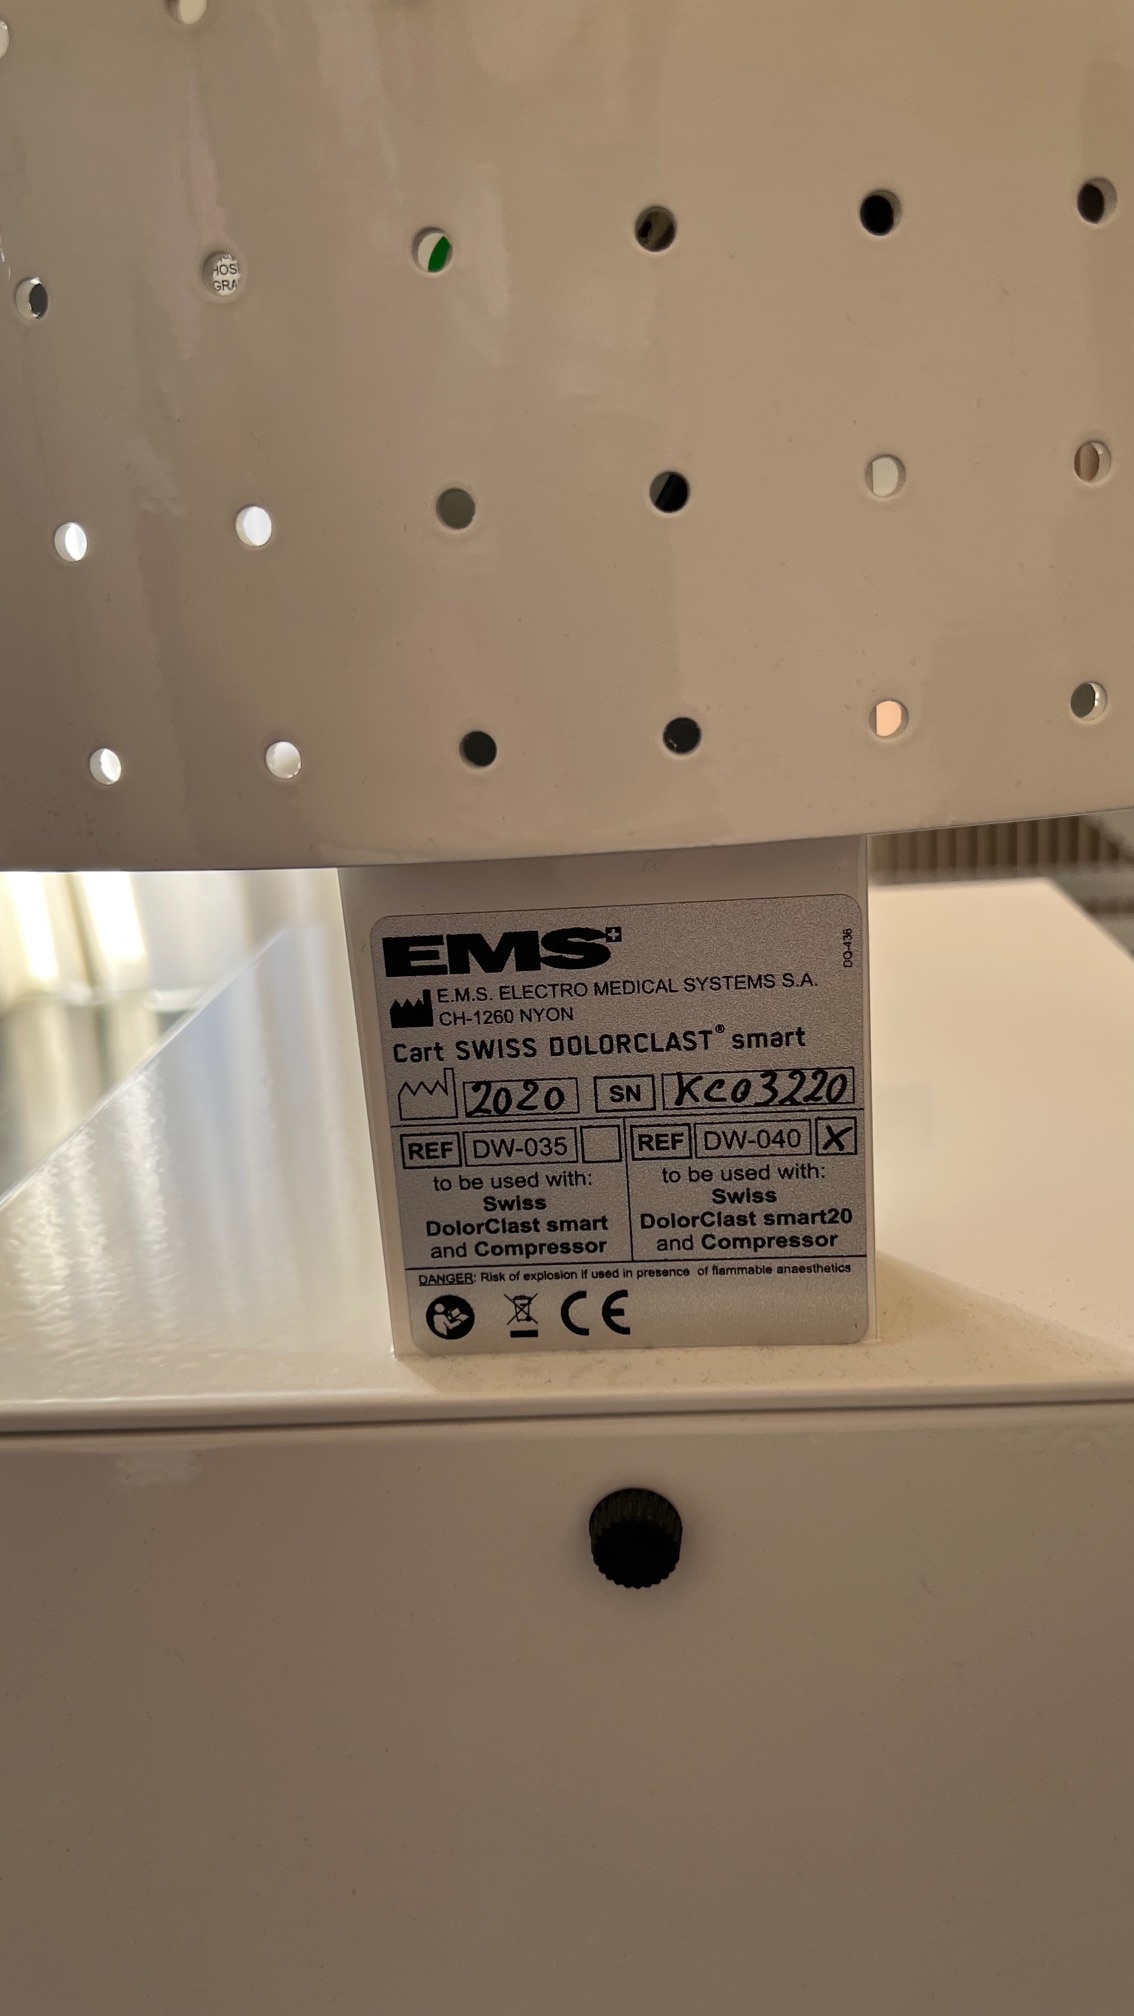 HOS
GRA
EMS
DQ-436
E.M.S. ELECTRO MEDICAL SYSTEMS S.A.
CH-1260 NYON
Cart SWISS DOLORCLAST® smart
2020 SN KC03220
REF DW-035 REF DW-040 X
to be used with:
Swiss
DolorClast smart
and Compressor
to be used with:
Swiss
DolorClast smart20
and Compressor
DANGER: Risk of explosion if used in presence of flammable anaesthetics
CE